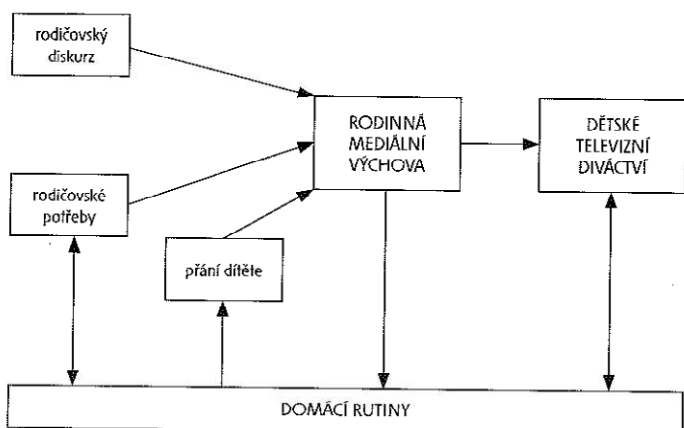 rodičovský
diskurz
RODINNÁ
MEDIÁLNÍ
VÝCHOVA
DĚTSKÉ
TELEVIZNÍ
DIVÁCTVÍ
rodičovské
potřeby
přání dítěte
DOMÁCÍ RUTINY